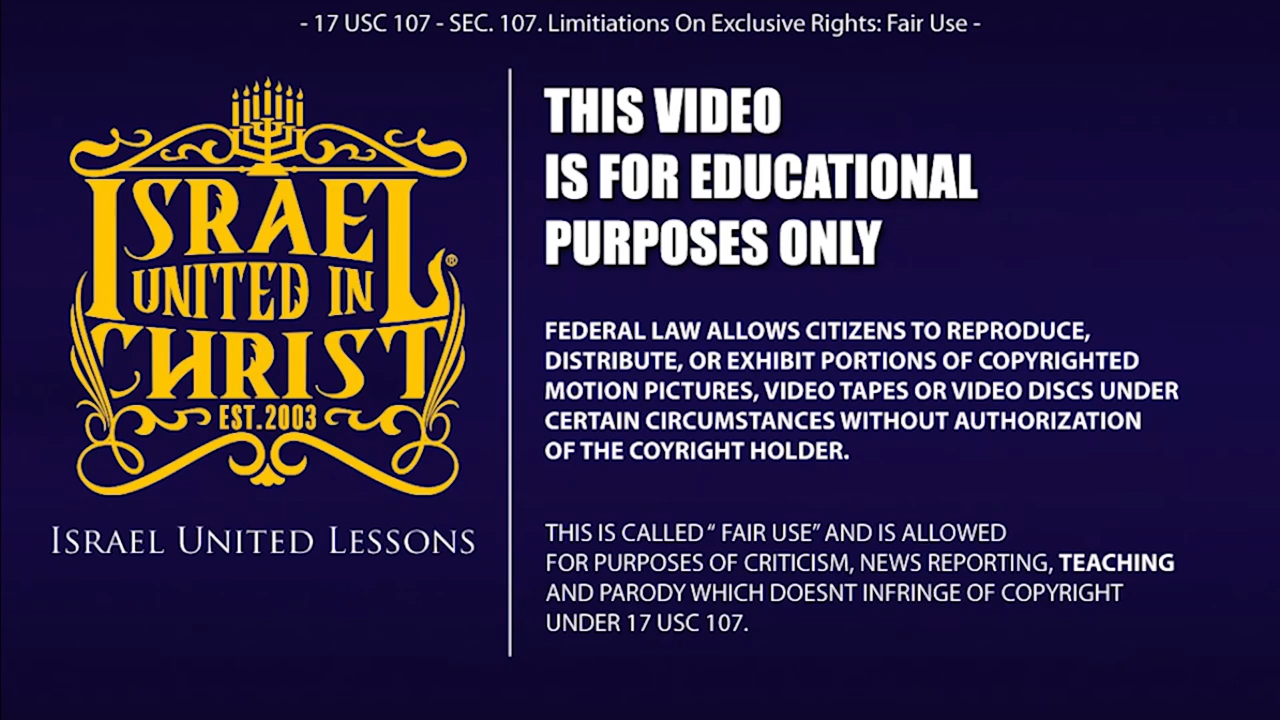 - 17 USC 107 - SEC. 107. Limitiations On Exclusive Rights: Fair Use -
ISRAEL
UNITED IN
CHRIST
®
EST.2003
ISRAEL UNITED LESSONS
THIS VIDEO
IS FOR EDUCATIONAL
PURPOSES ONLY
FEDERAL LAW ALLOWS CITIZENS TO REPRODUCE,
DISTRIBUTE, OR EXHIBIT PORTIONS OF COPYRIGHTED
MOTION PICTURES, VIDEO TAPES OR VIDEO DISCS UNDER
CERTAIN CIRCUMSTANCES WITHOUT AUTHORIZATION
OF THE COYRIGHT HOLDER.
THIS IS CALLED “ FAIR USE” AND IS ALLOWED
FOR PURPOSES OF CRITICISM, NEWS REPORTING, TEACHING
AND PARODY WHICH DOESNT INFRINGE OF COPYRIGHT
UNDER 17 USC 107.